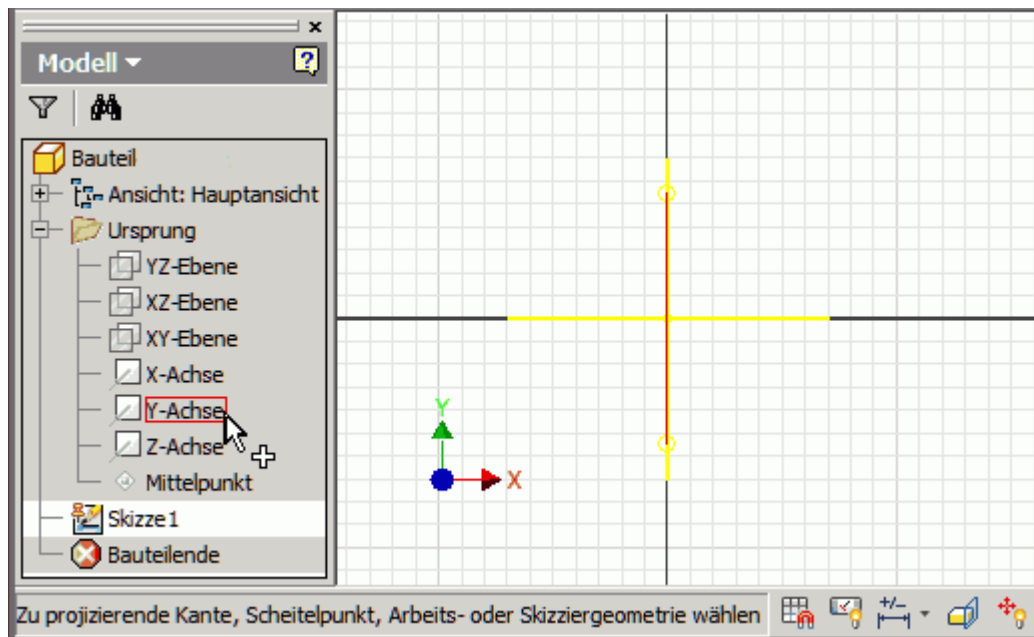 Modell
Bauteil
Ansicht: Hauptansicht
Ursprung
YZ-Ebene
XZ-Ebene
XY-Ebene
X-Achse
Y-Achse
Z-Achse
Mittelpunkt
Skizze1
Bauteilende
Y
X
Zu projizierende Kante, Scheitelpunkt, Arbeits- oder Skizziergeometrie wählen
+/-